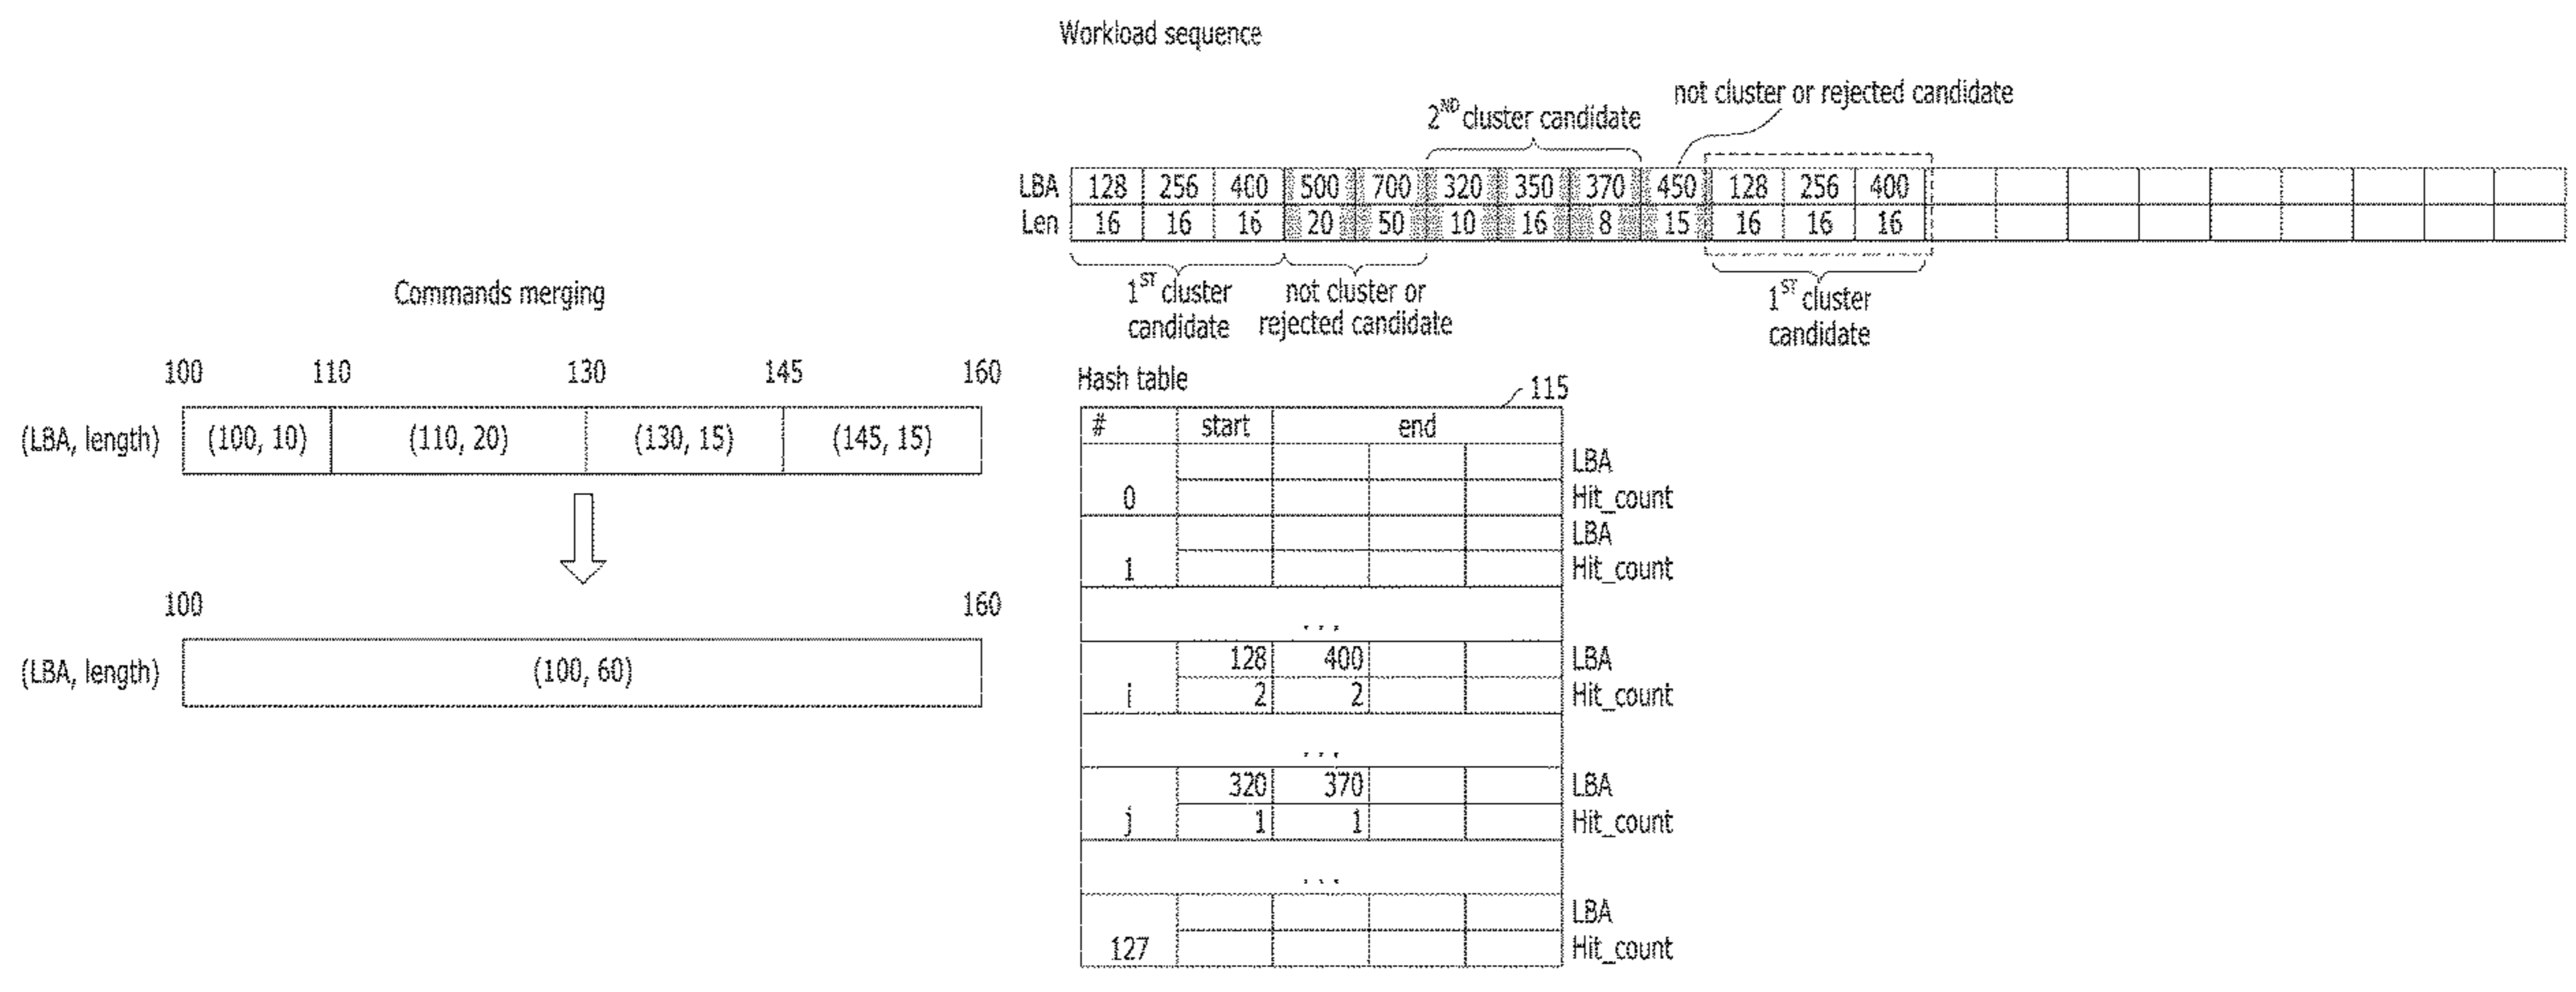 Workload sequence
not cluster or rejected candidate
2ND cluster candidate
LBA 128 256 400 500 700 320 350 370 450 128 256 400
Len 16 16 16 20 50 10 16 8 15 16 16 16
1ST cluster
candidate
not cluster or
rejected candidate
1ST cluster
candidate
Commands merging
100 110 130 145 160
(LBA, length) (100, 10) (110, 20) (130, 15) (145, 15)
100 160
(LBA, length) (100, 60)
Hash table
115
# start end
LBA
0 Hit_count
LBA
1 Hit_count
...
128 400 LBA
i 2 2 Hit_count
...
320 370 LBA
j 1 1 Hit_count
...
LBA
127 Hit_count